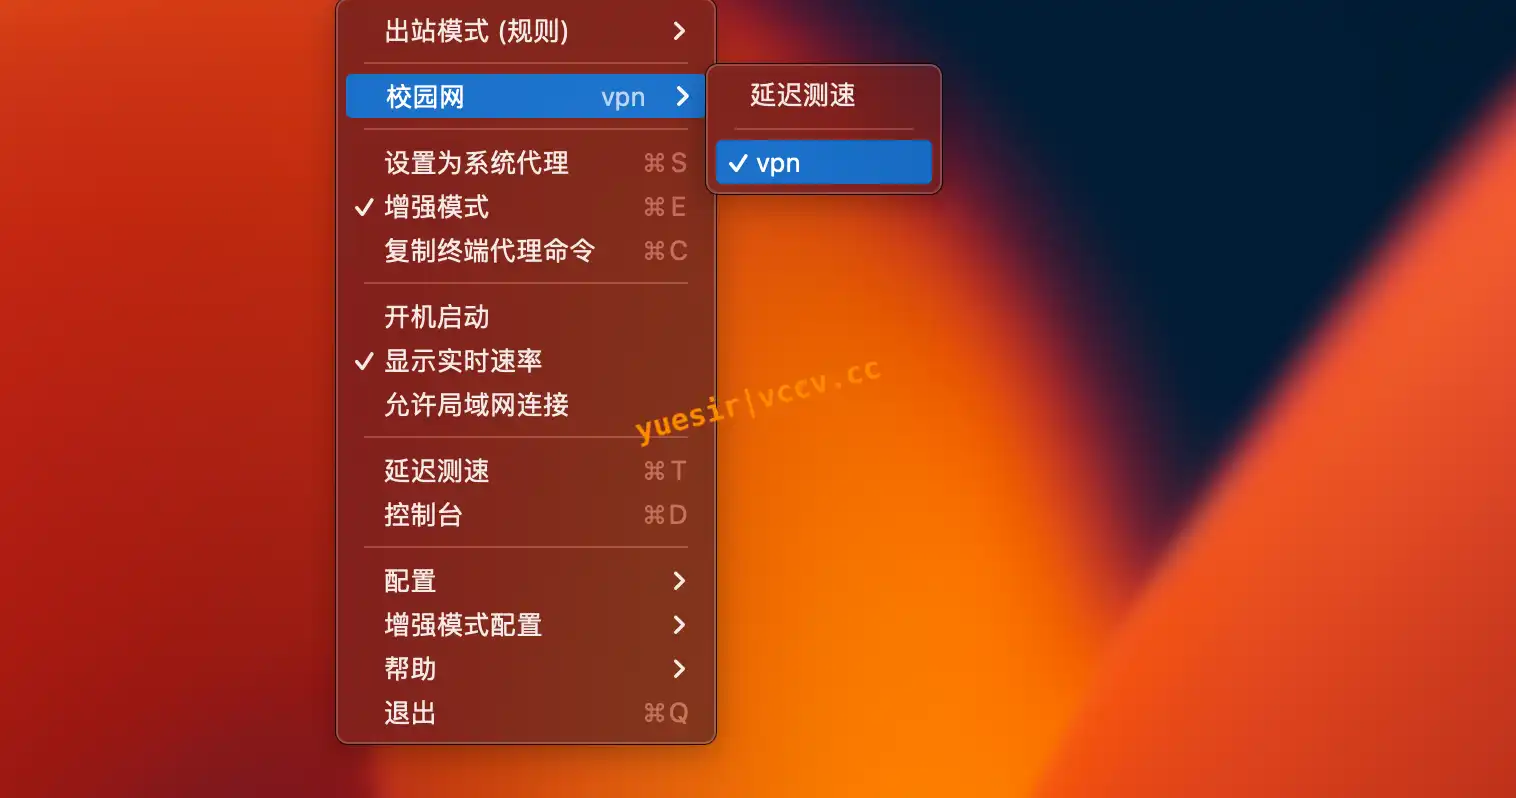 出站模式 (规则)
校园网 vpn
延迟测速
vpn
设置为系统代理 ⌘ S
增强模式 ⌘ E
复制终端代理命令 ⌘ C
开机启动
显示实时速率
允许局域网连接
yuesir|vccv.cc
延迟测速 ⌘ T
控制台 ⌘ D
配置
增强模式配置
帮助
退出 ⌘ Q